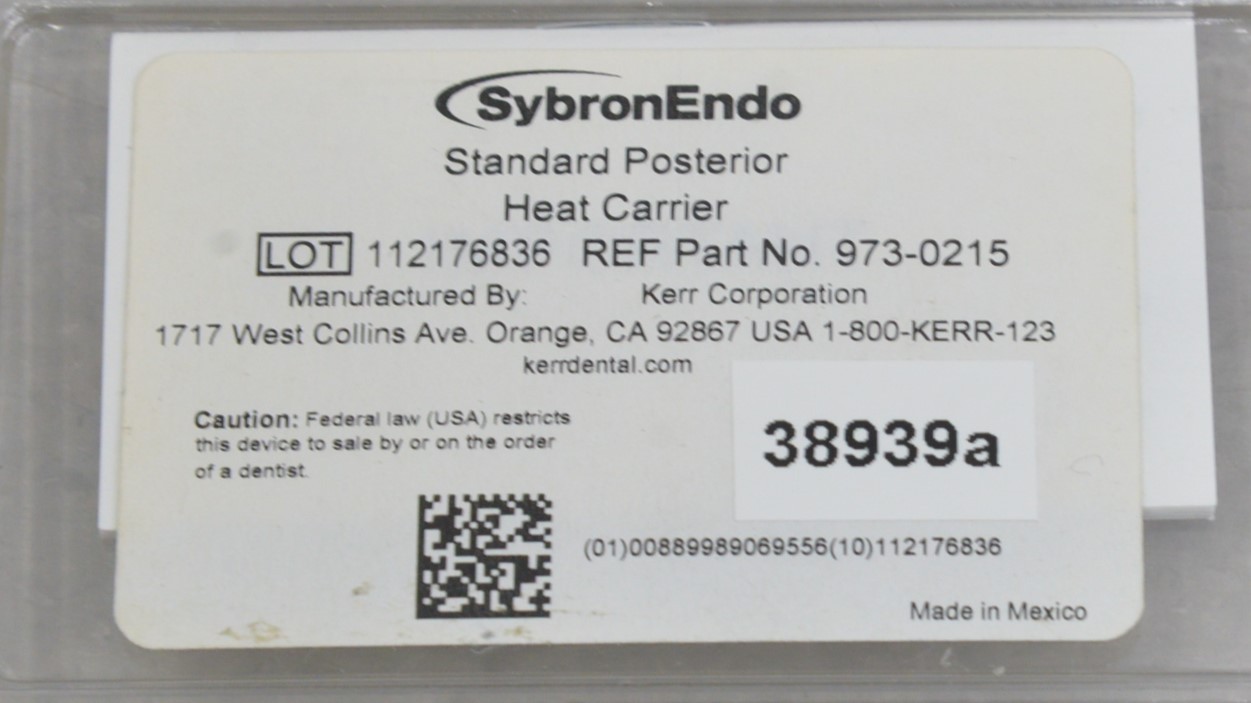 SybronEndo
Standard Posterior
Heat Carrier
LOT 112176836 REF Part No. 973-0215
Manufactured By: Kerr Corporation
1717 West Collins Ave. Orange, CA 92867 USA 1-800-KERR-123
kerrdental.com
Caution: Federal law (USA) restricts
this device to sale by or on the order
of a dentist.
38939a
(01)00889989069556(10)112176836
Made in Mexico